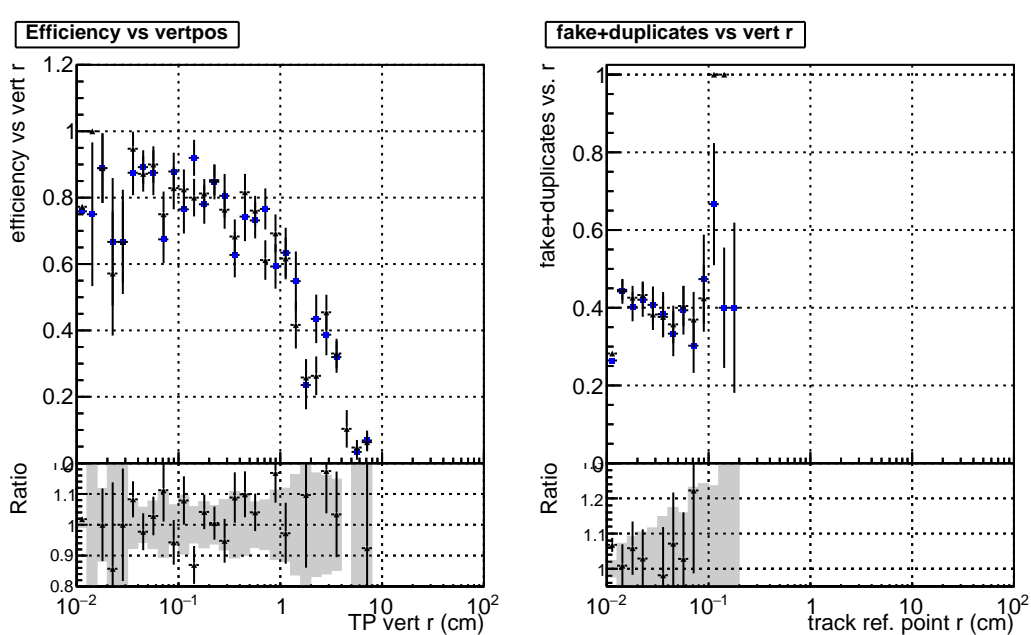 Efficiency vs vertpos
efficiency vs vert r
1.2
1
0.8
0.6
0.4
0.2
0
Ratio
1.1
1
0.9
0.8
10⁻² 10⁻¹ 1 10 10²
TP vert r (cm)
fake+duplicates vs vert r
fake+duplicates vs. r
1
0.8
0.6
0.4
0.2
0
Ratio
1.2
1.1
1
10⁻² 10⁻¹ 1 10 10²
track ref. point r (cm)